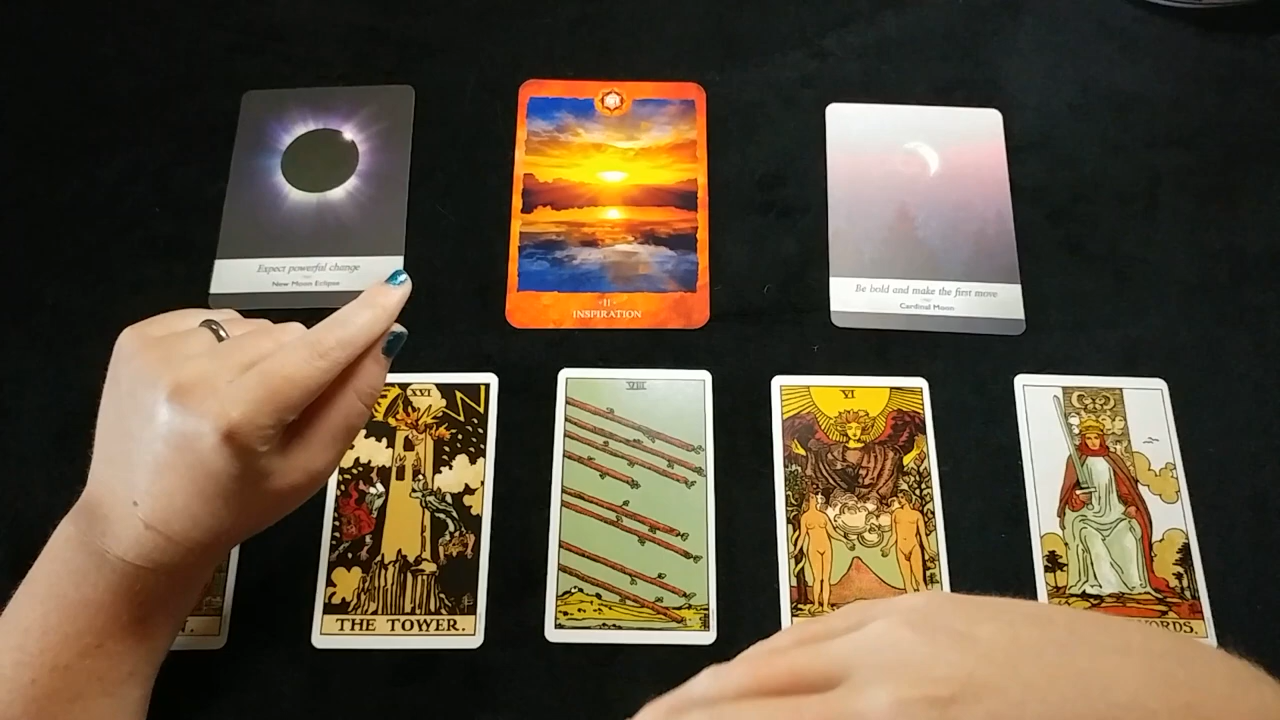 Expect powerful change
New Moon Eclipse
·II·
INSPIRATION
Be bold and make the first move
Cardinal Moon
XVI
THE TOWER.
VIII
VI
N.
WORDS.